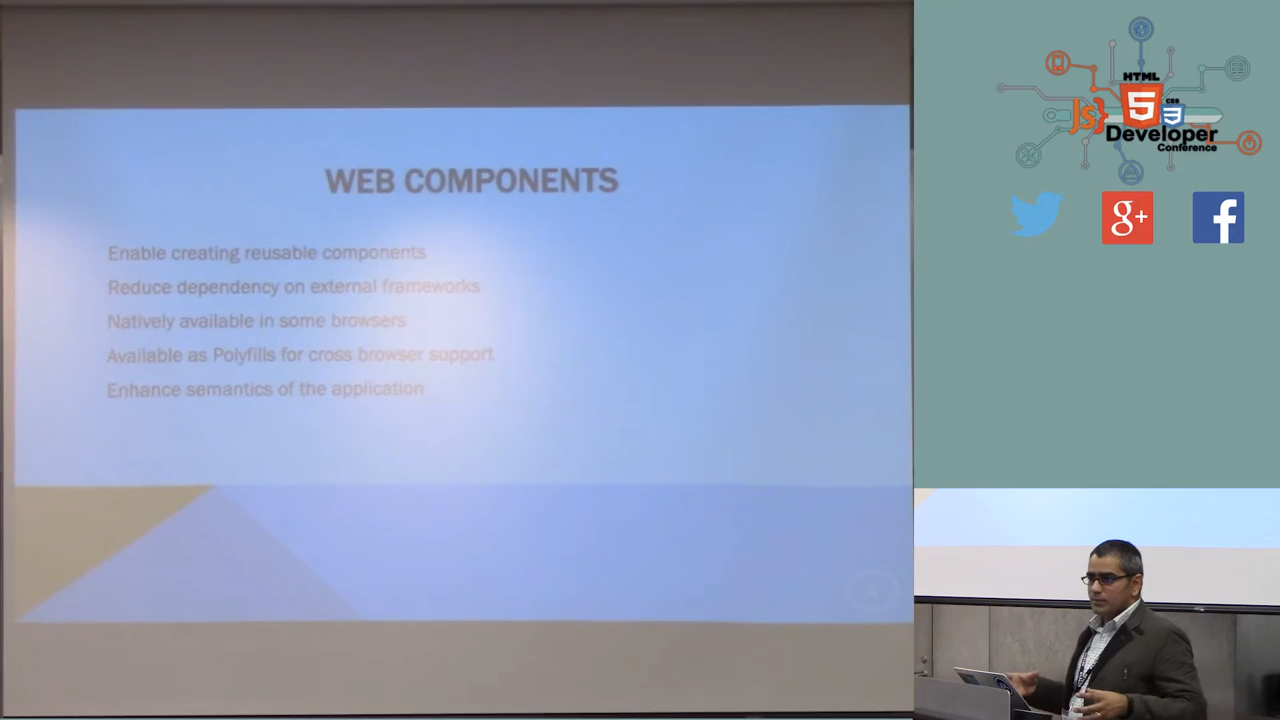 WEB COMPONENTS
Enable creating reusable components
Reduce dependency on external frameworks
Natively available in some browsers
Available as Polyfills for cross browser support
Enhance semantics of the application
HTML
5
CSS
3
JS}
Developer
Conference
g+
f